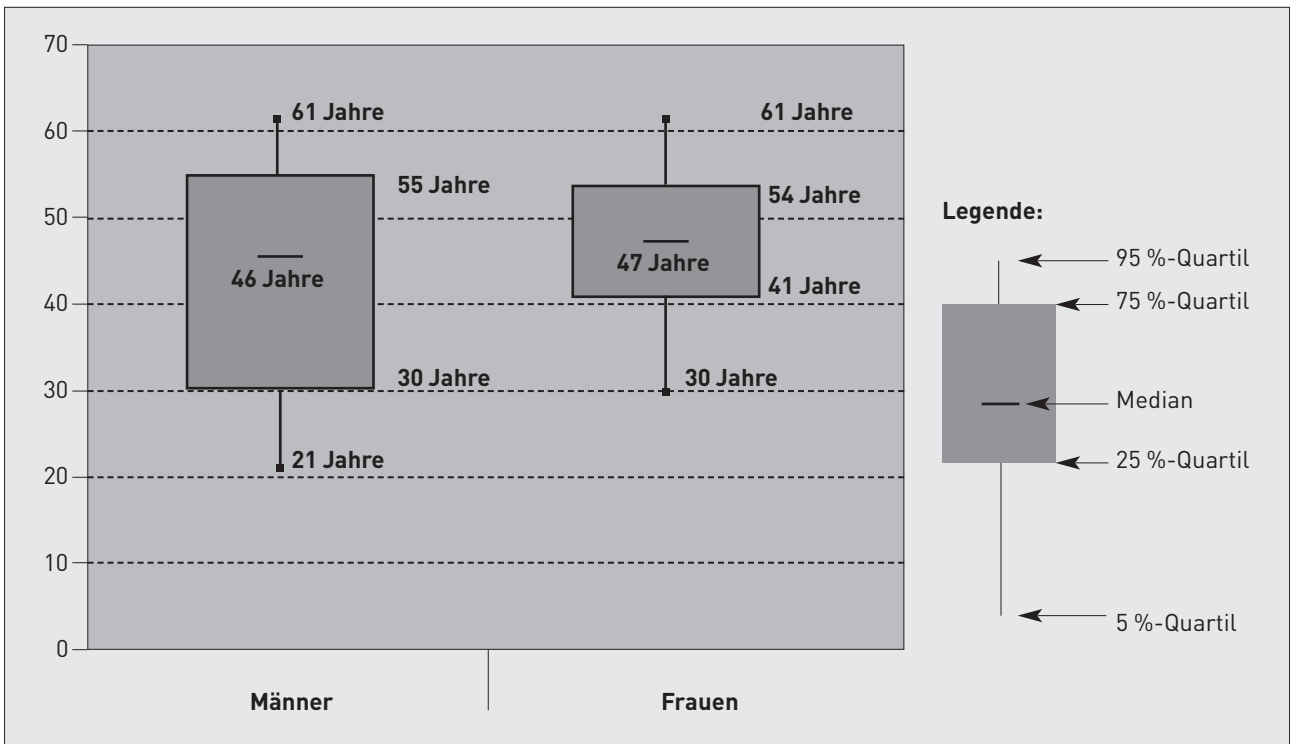 70
60
50
40
30
20
10
0
61 Jahre
55 Jahre
46 Jahre
30 Jahre
21 Jahre
61 Jahre
54 Jahre
47 Jahre
41 Jahre
30 Jahre
Männer
Frauen
Legende:
95 %-Quartil
75 %-Quartil
Median
25 %-Quartil
5 %-Quartil